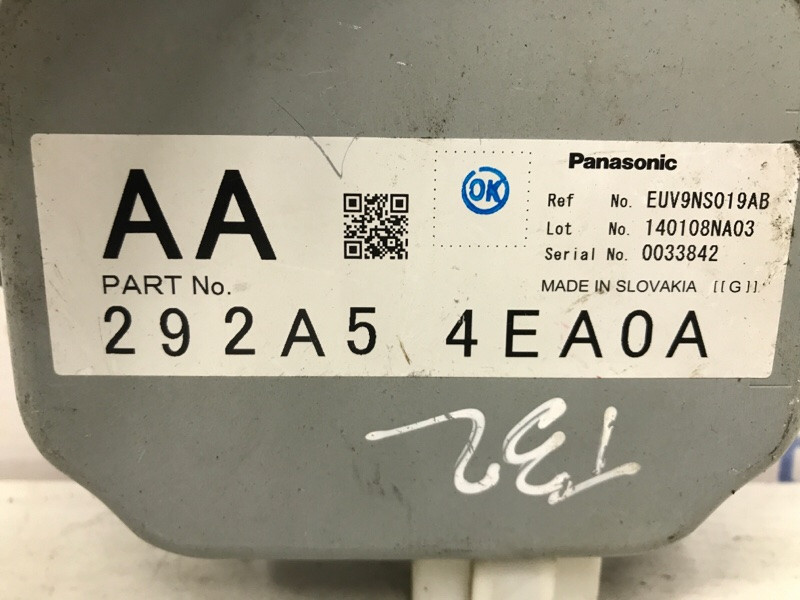 AA
OK
Panasonic
Ref No. EUV9NS019AB
Lot No. 140108NA03
Serial No. 0033842
MADE IN SLOVAKIA [[G]]
PART No.
292A5 4EA0A
T32